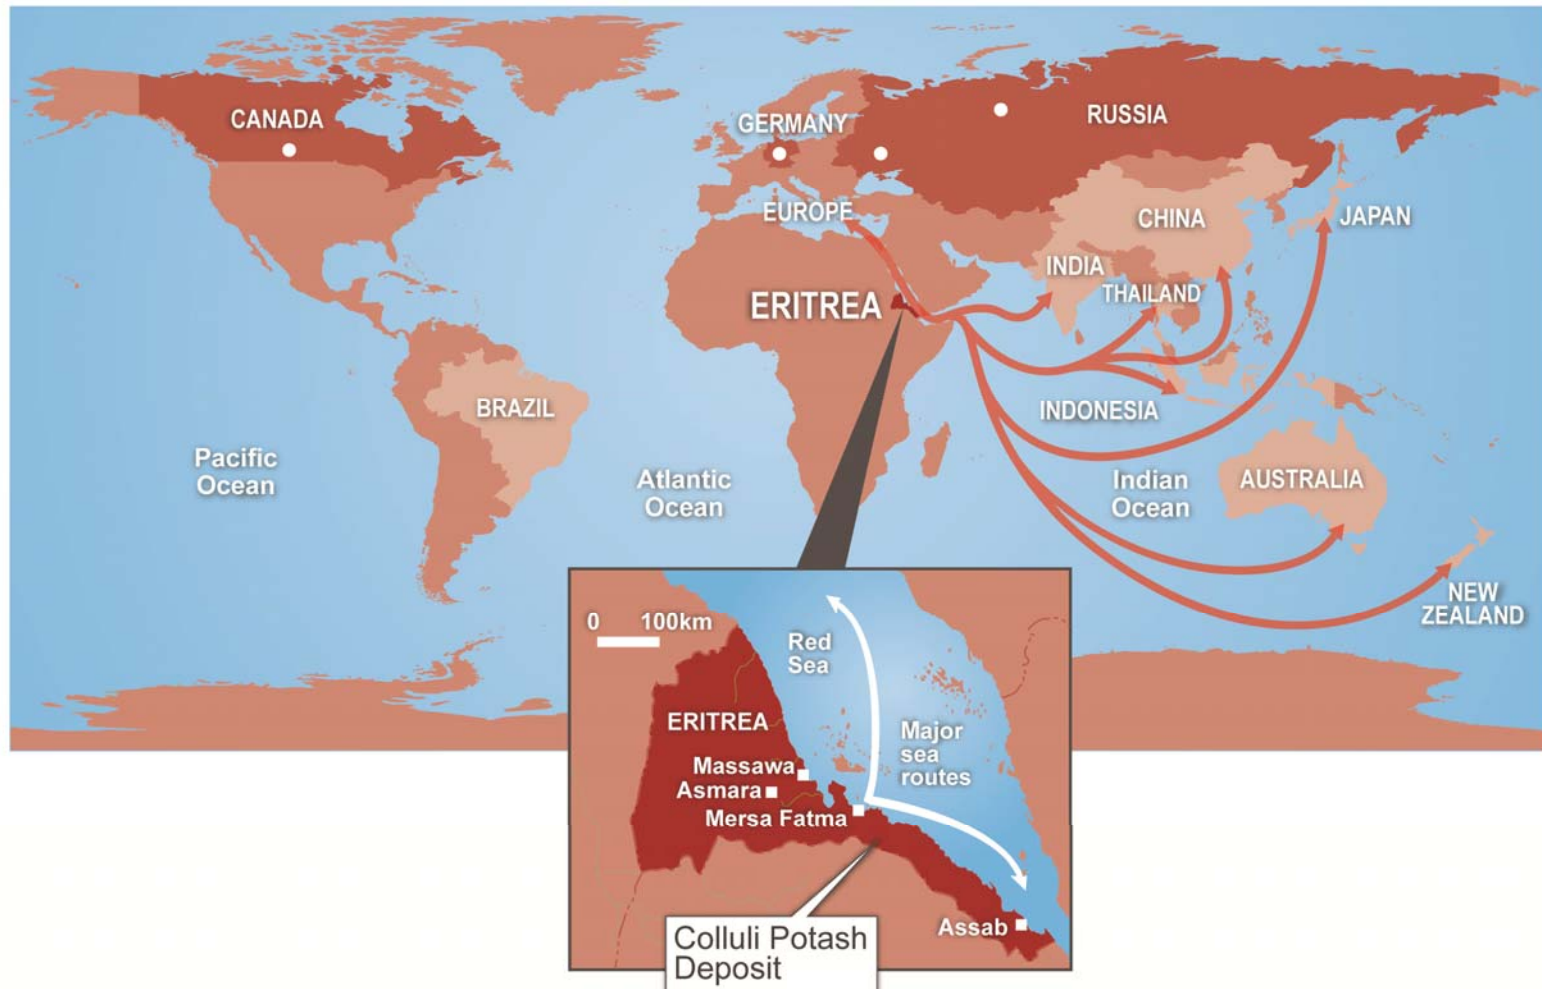 CANADA
GERMANY
RUSSIA
EUROPE
CHINA
JAPAN
INDIA
THAILAND
ERITREA
BRAZIL
INDONESIA
Pacific
Ocean
Atlantic
Ocean
Indian
Ocean
AUSTRALIA
NEW
ZEALAND
0 100km
Red
Sea
ERITREA
Major
sea
routes
Massawa
Asmara
Mersa Fatma
Assab
Colluli Potash
Deposit